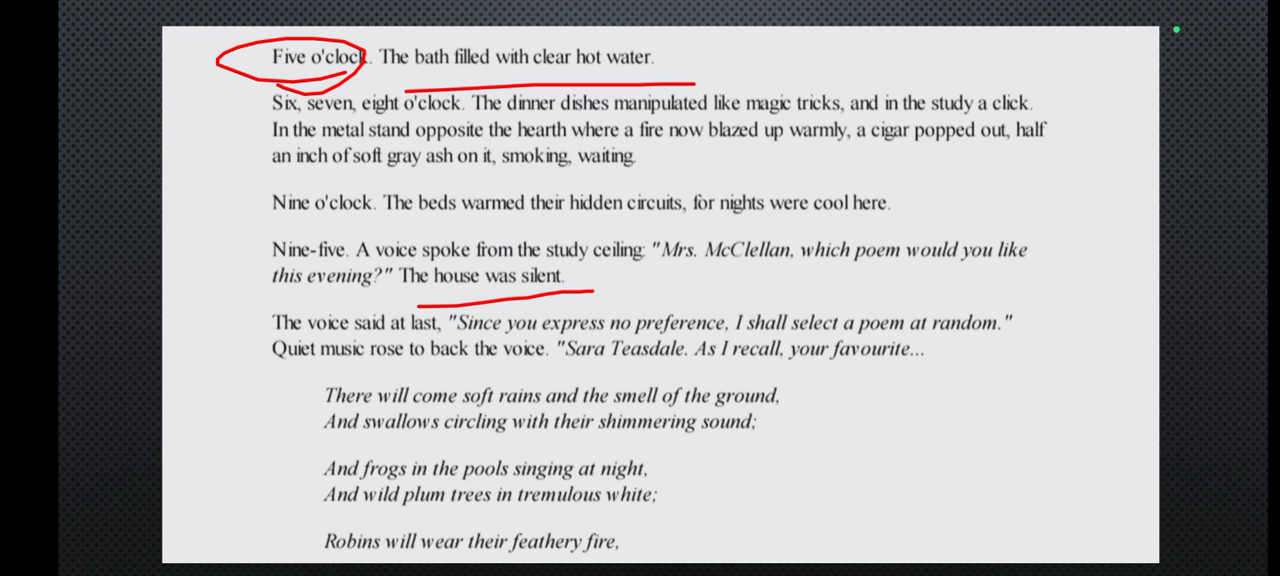 Five o'clock. The bath filled with clear hot water.
Six, seven, eight o'clock. The dinner dishes manipulated like magic tricks, and in the study a click.
In the metal stand opposite the hearth where a fire now blazed up warmly, a cigar popped out, half
an inch of soft gray ash on it, smoking, waiting.
Nine o'clock. The beds warmed their hidden circuits, for nights were cool here.
Nine-five. A voice spoke from the study ceiling: "Mrs. McClellan, which poem would you like
this evening?" The house was silent.
The voice said at last, "Since you express no preference, I shall select a poem at random."
Quiet music rose to back the voice. "Sara Teasdale. As I recall, your favourite...
There will come soft rains and the smell of the ground,
And swallows circling with their shimmering sound;
And frogs in the pools singing at night,
And wild plum trees in tremulous white;
Robins will wear their feathery fire,